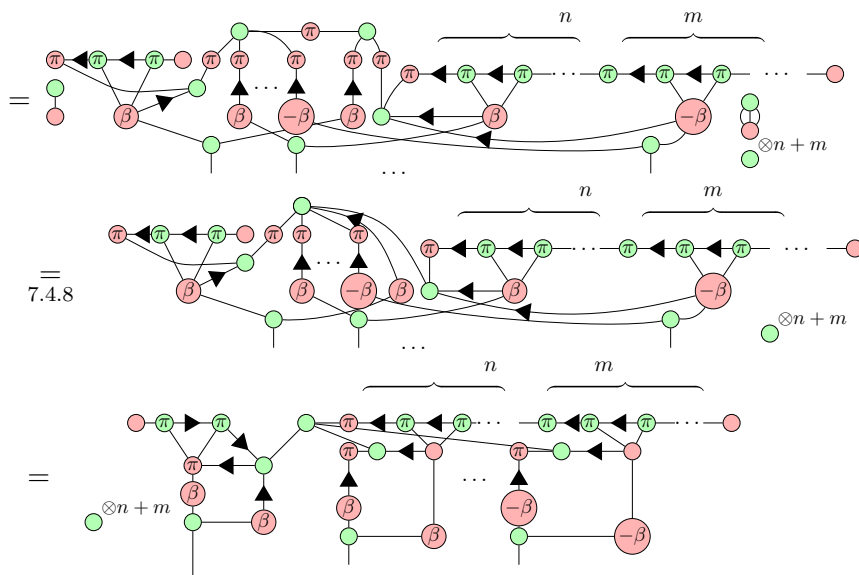 n m
π
π π π π π π π π
π π π ··· π π π ···
···
= β β −β β β −β
⊗n + m
···
n m
π π π π π π
π π π ··· π π π ···
···
= β −β
7.4.8 β β β −β
⊗n + m
···
n m
π π π π π ··· π π π ···
π π
π
= β ···
⊗n + m β −β
β β −β